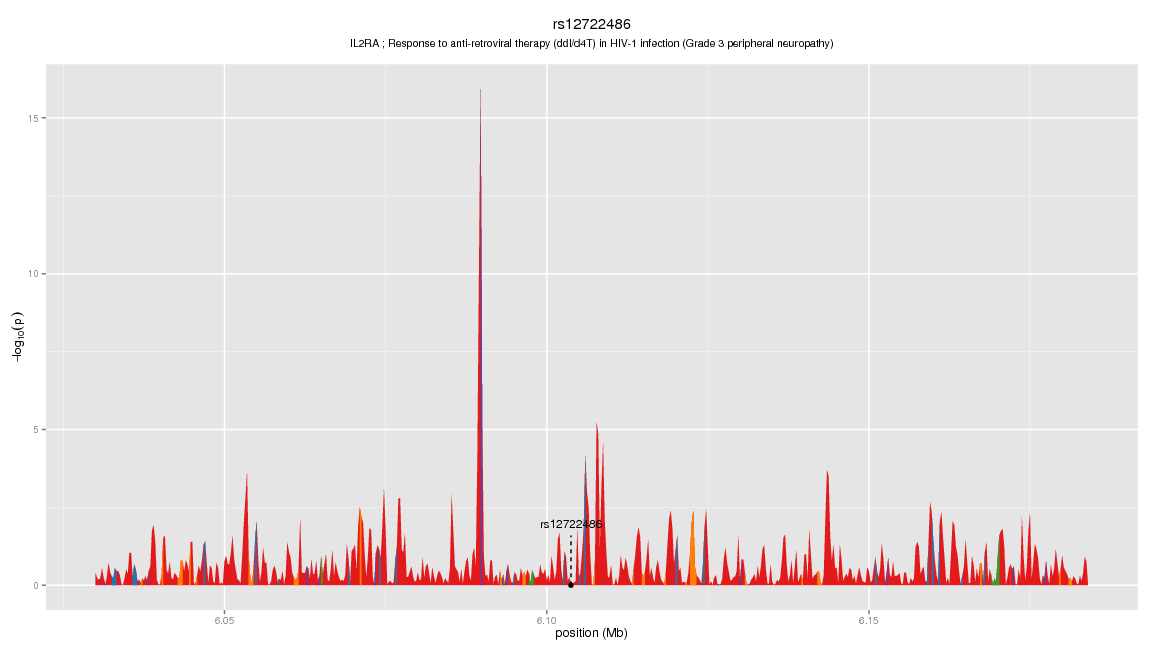 rs12722486
IL2RA ; Response to anti-retroviral therapy (ddI/d4T) in HIV-1 infection (Grade 3 peripheral neuropathy)
15
10
5
0
−log10(p)
rs12722486
6.05
6.10
6.15
position (Mb)